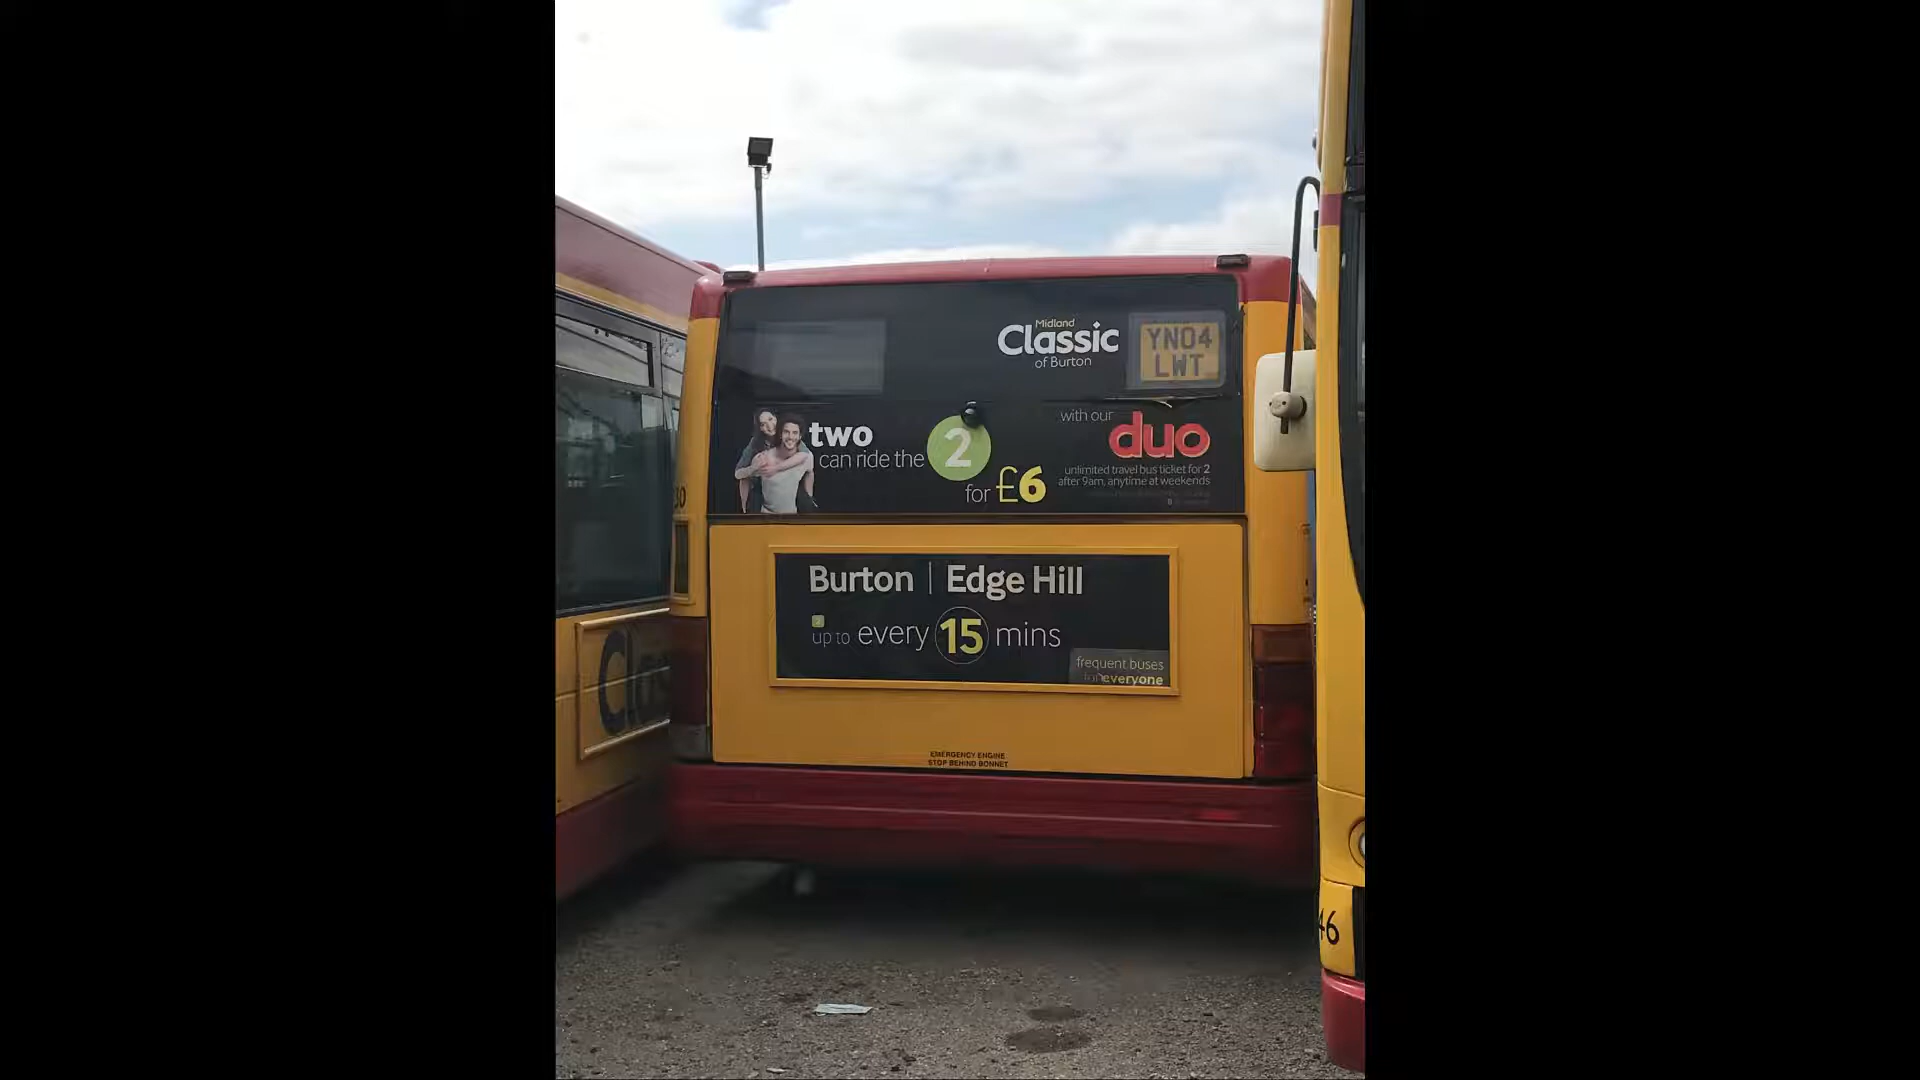 Midland
Classic
of Burton
YN04
LWT
two
can ride the 2
for £6
with our
duo
unlimited travel bus ticket for 2
after 9am, anytime at weekends
Burton | Edge Hill
2
up to every 15 mins
frequent buses
for everyone
EMERGENCY ENGINE
STOP BEHIND BONNET
46